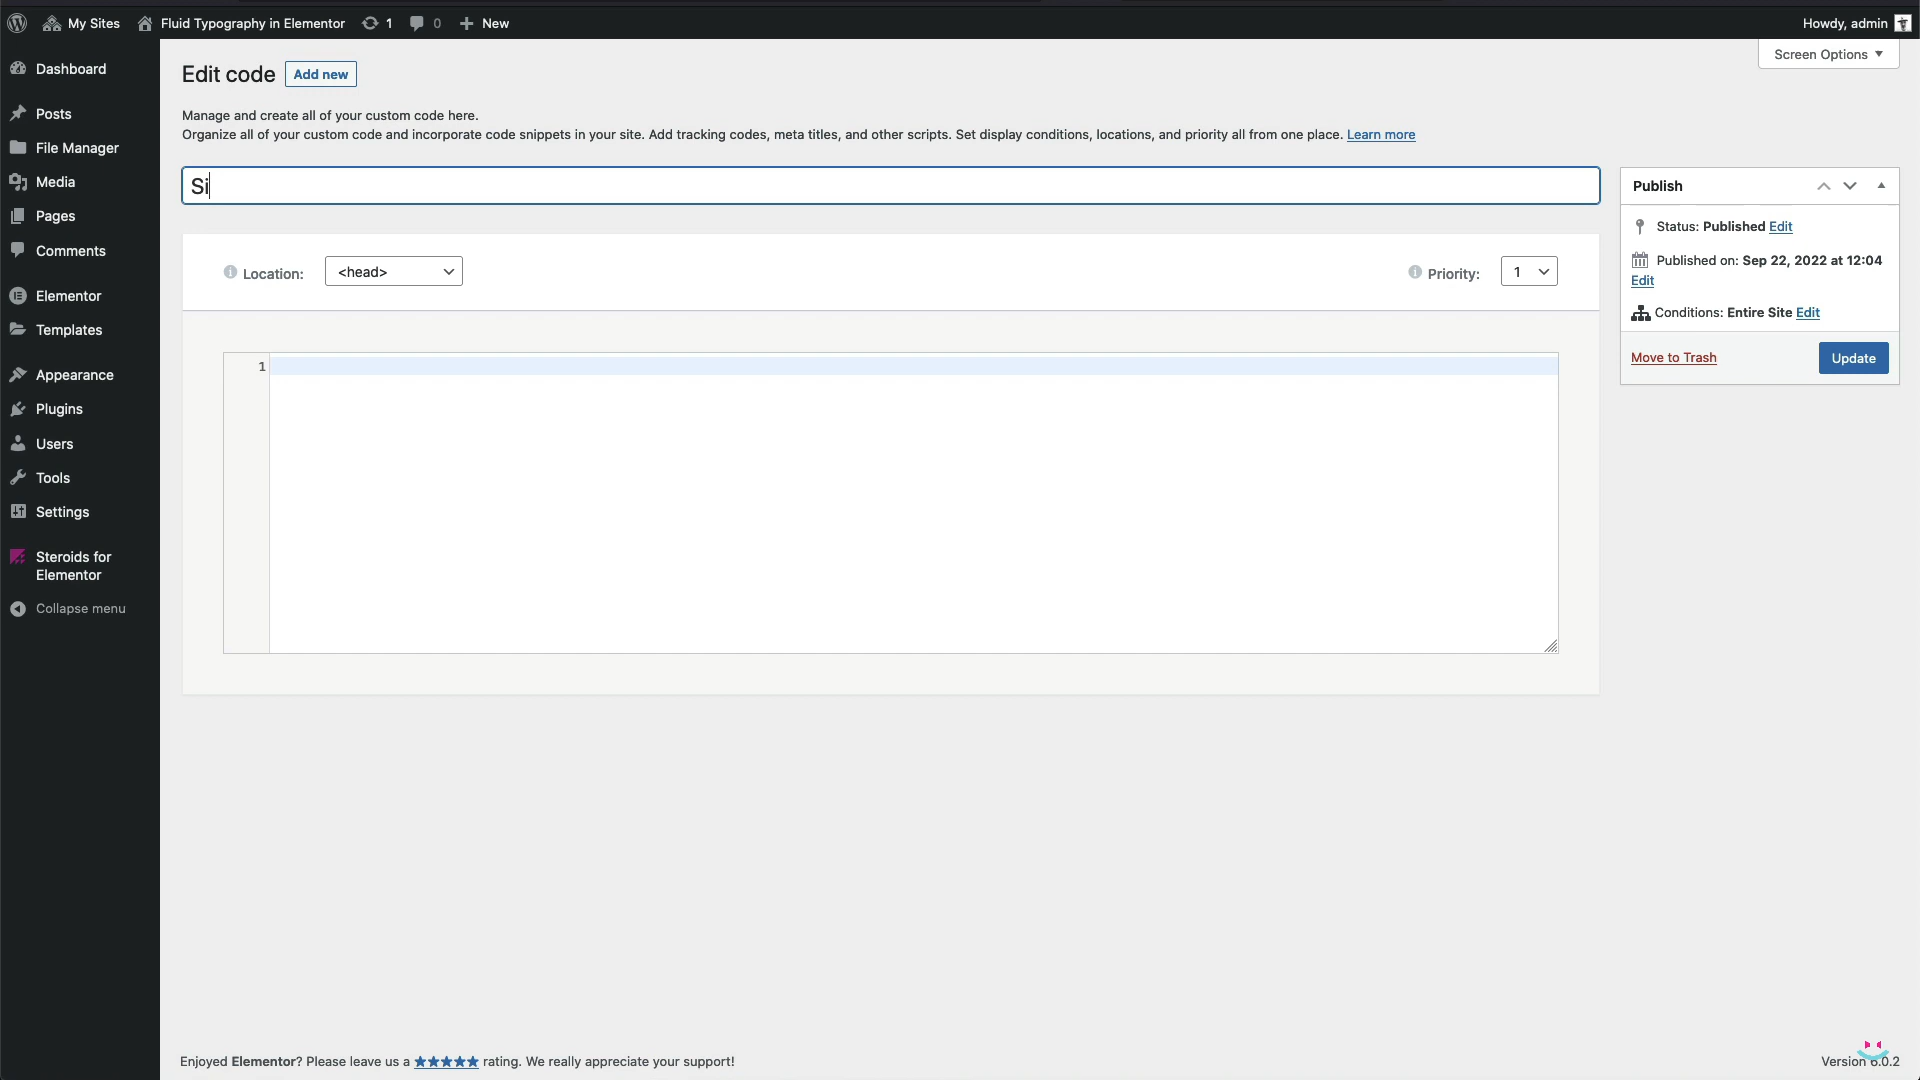 My Sites
Fluid Typography in Elementor
1
0
New
Howdy, admin
Screen Options
Dashboard
Posts
File Manager
Media
Pages
Comments
Elementor
Templates
Appearance
Plugins
Users
Tools
Settings
Steroids for
Elementor
Collapse menu
Edit code
Add new
Manage and create all of your custom code here.
Organize all of your custom code and incorporate code snippets in your site. Add tracking codes, meta titles, and other scripts. Set display conditions, locations, and priority all from one place. Learn more
Si
Location: <head>
Priority: 1
1
Publish
Status: Published Edit
Published on: Sep 22, 2022 at 12:04
Edit
Conditions: Entire Site Edit
Move to Trash
Update
Enjoyed Elementor? Please leave us a ★★★★★ rating. We really appreciate your support!
Version 6.0.2